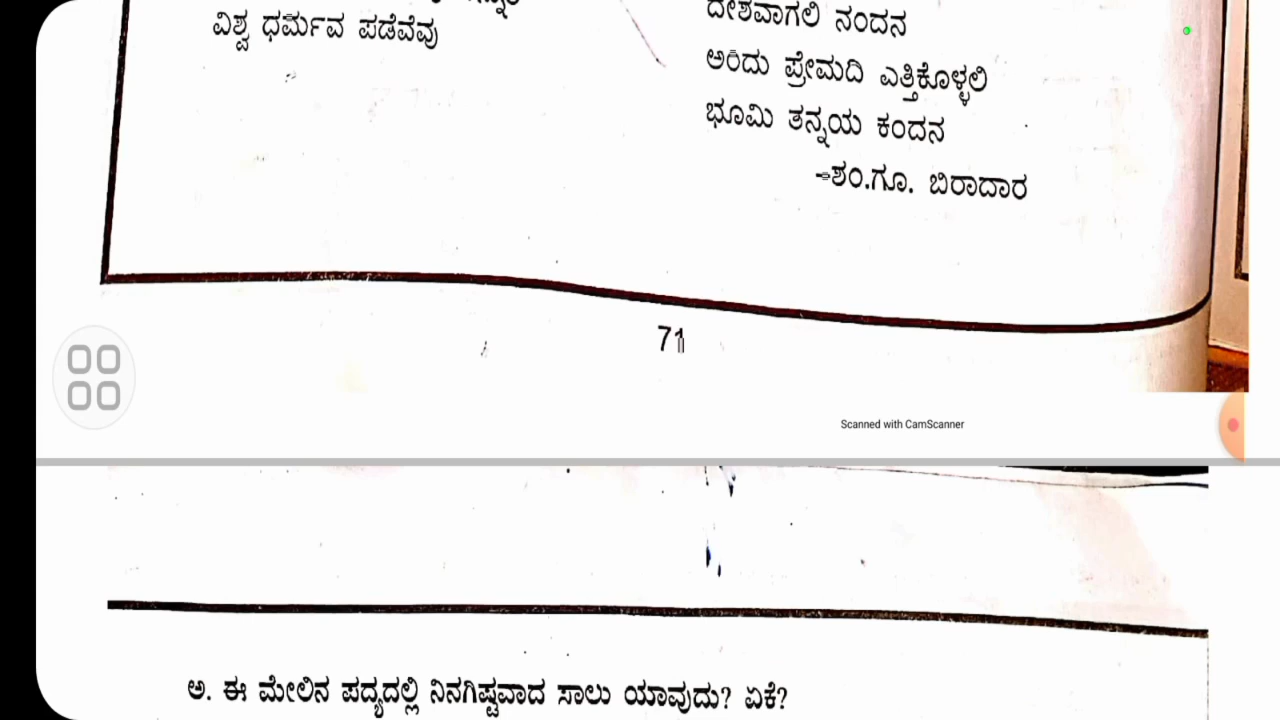 ವಿಶ್ವ ಧರ್ಮವ ಪಡೆವೆವು
ದೇಶವಾಗಲಿ ನಂದನ
ಅಂದು ಪ್ರೇಮದಿ ಎತ್ತಿಕೊಳ್ಳಲಿ
ಭೂಮಿ ತನ್ನಯ ಕಂದನ
-ಶಂ.ಗೂ. ಬಿರಾದಾರ
71
Scanned with CamScanner
ಅ. ಈ ಮೇಲಿನ ಪದ್ಯದಲ್ಲಿ ನಿನಗಿಷ್ಟವಾದ ಸಾಲು ಯಾವುದು? ಏಕೆ?